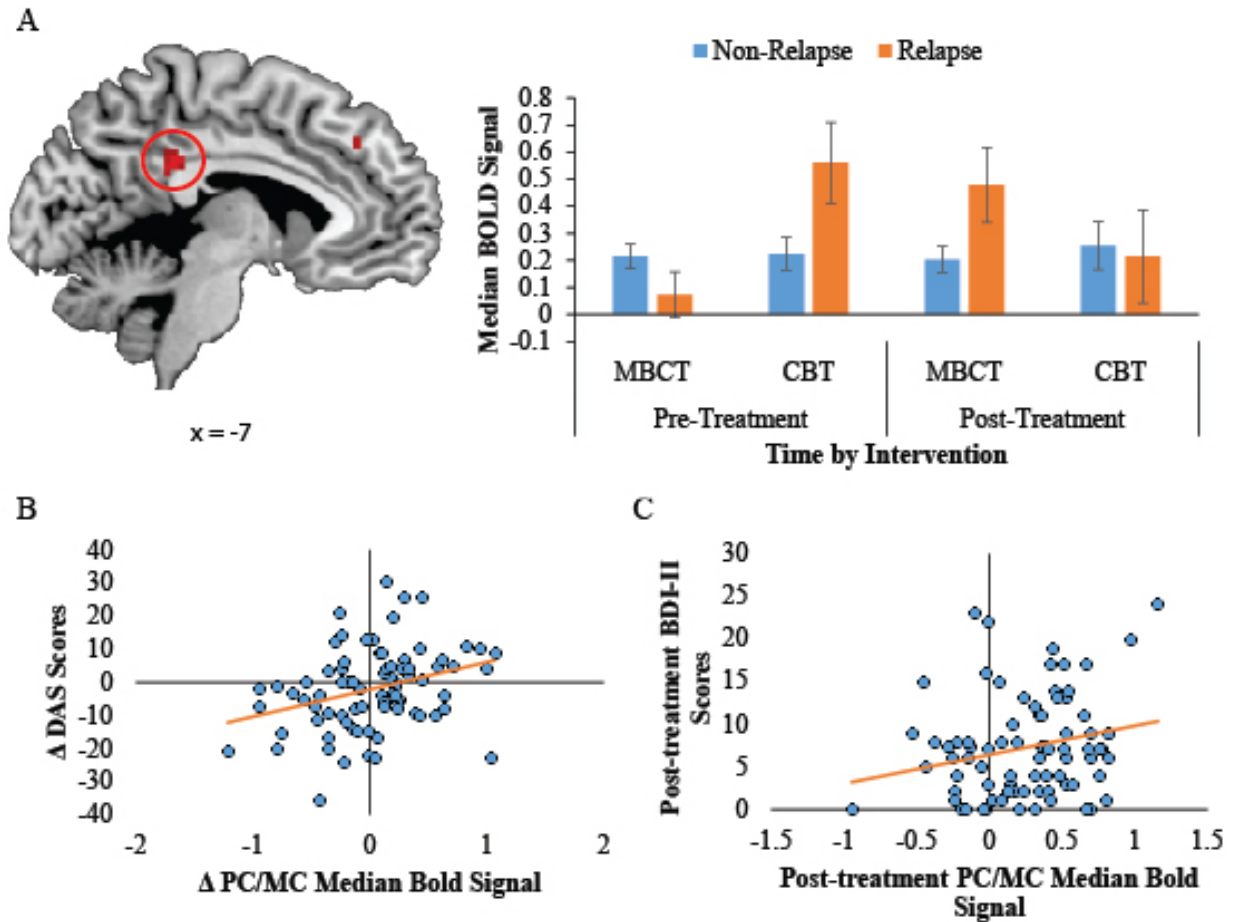 A
Non-Relapse Relapse
Median BOLD Signal
0.8
0.7
0.6
0.5
0.4
0.3
0.2
0.1
0
-0.1
MBCT CBT MBCT CBT
Pre-Treatment Post-Treatment
Time by Intervention
x = -7
B
Δ DAS Scores
40
30
20
10
0
-10
-20
-30
-40
-2 -1 0 1 2
Δ PC/MC Median Bold Signal
C
Post-treatment BDI-II
Scores
30
25
20
15
10
5
0
-1.5 -1 -0.5 0 0.5 1 1.5
Post-treatment PC/MC Median Bold
Signal